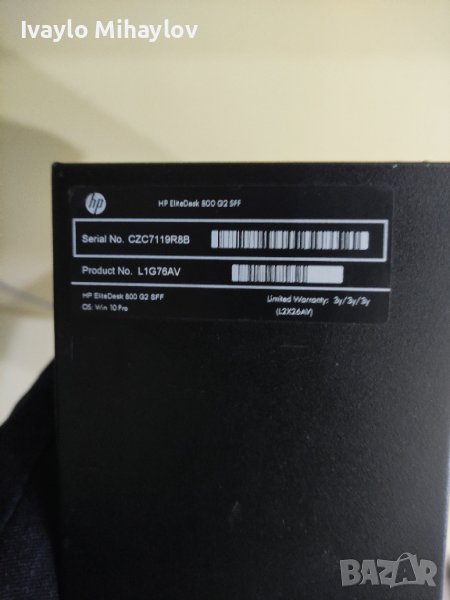 Ivaylo Mihaylov
hp
HP EliteDesk 800 G2 SFF
Serial No. CZC7119R8B
Product No. L1G76AV
HP EliteDesk 800 G2 SFF
OS: Win 10 Pro
Limited Warranty: 3y/3y/3y
(L2X26AV)
BAZAR